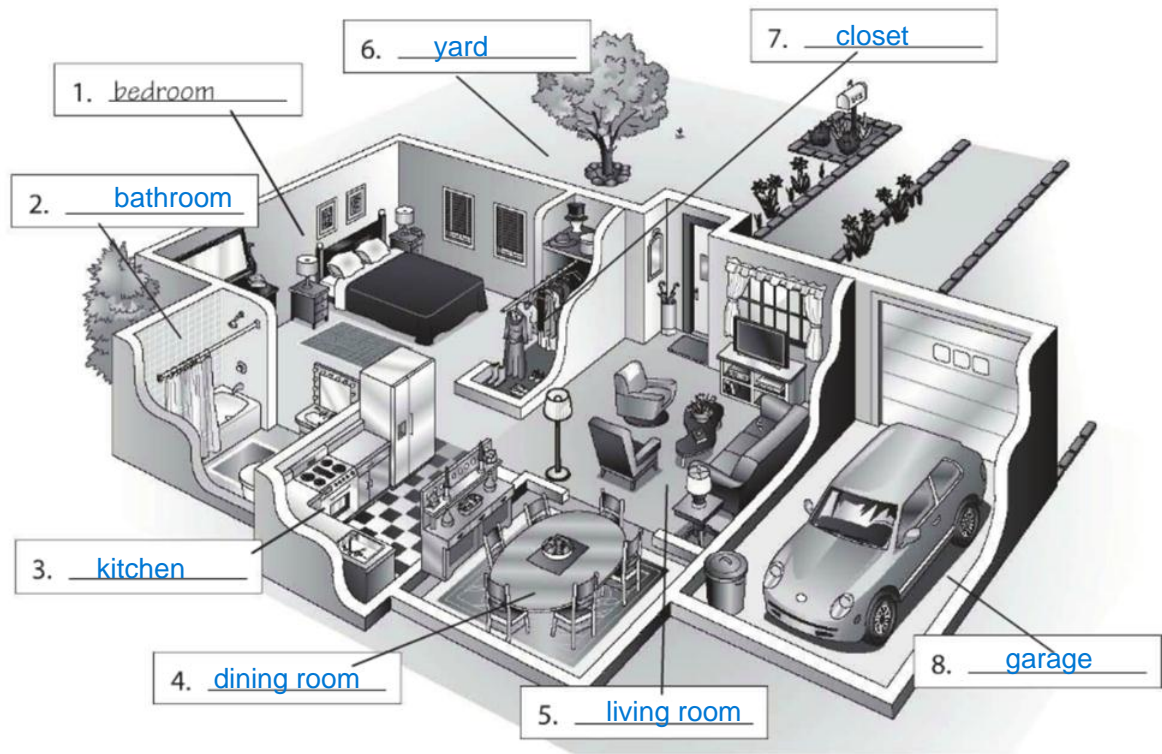 1. bedroom
2. bathroom
3. kitchen
4. dining room
5. living room
6. yard
7. closet
8. garage